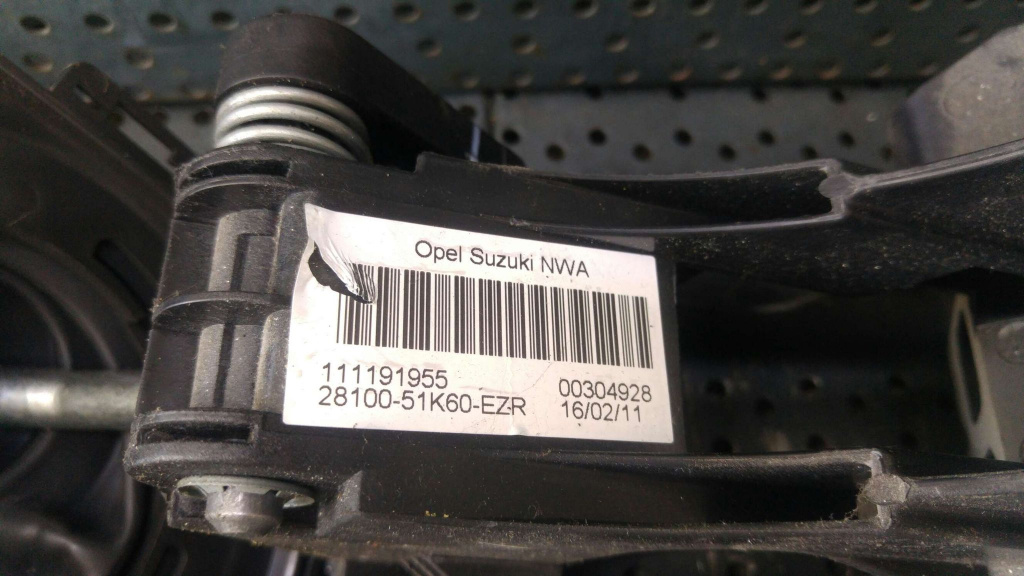 Opel Suzuki NWA
111191955 00304928
28100-51K60-EZR 16/02/11